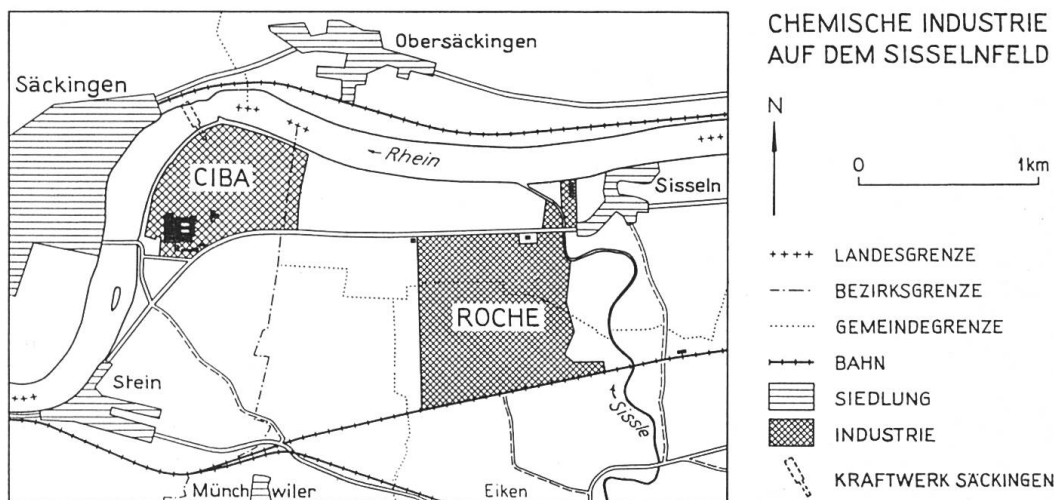 CHEMISCHE INDUSTRIE
AUF DEM SISSELNFELD
Obersäckingen
Säckingen
CIBA
Rhein
Sisseln
ROCHE
Stein
Sissle
Münchwiler
Eiken
N
0 1km
LANDESGRENZE
BEZIRKSGRENZE
GEMEINDEGRENZE
BAHN
SIEDLUNG
INDUSTRIE
KRAFTWERK SÄCKINGEN